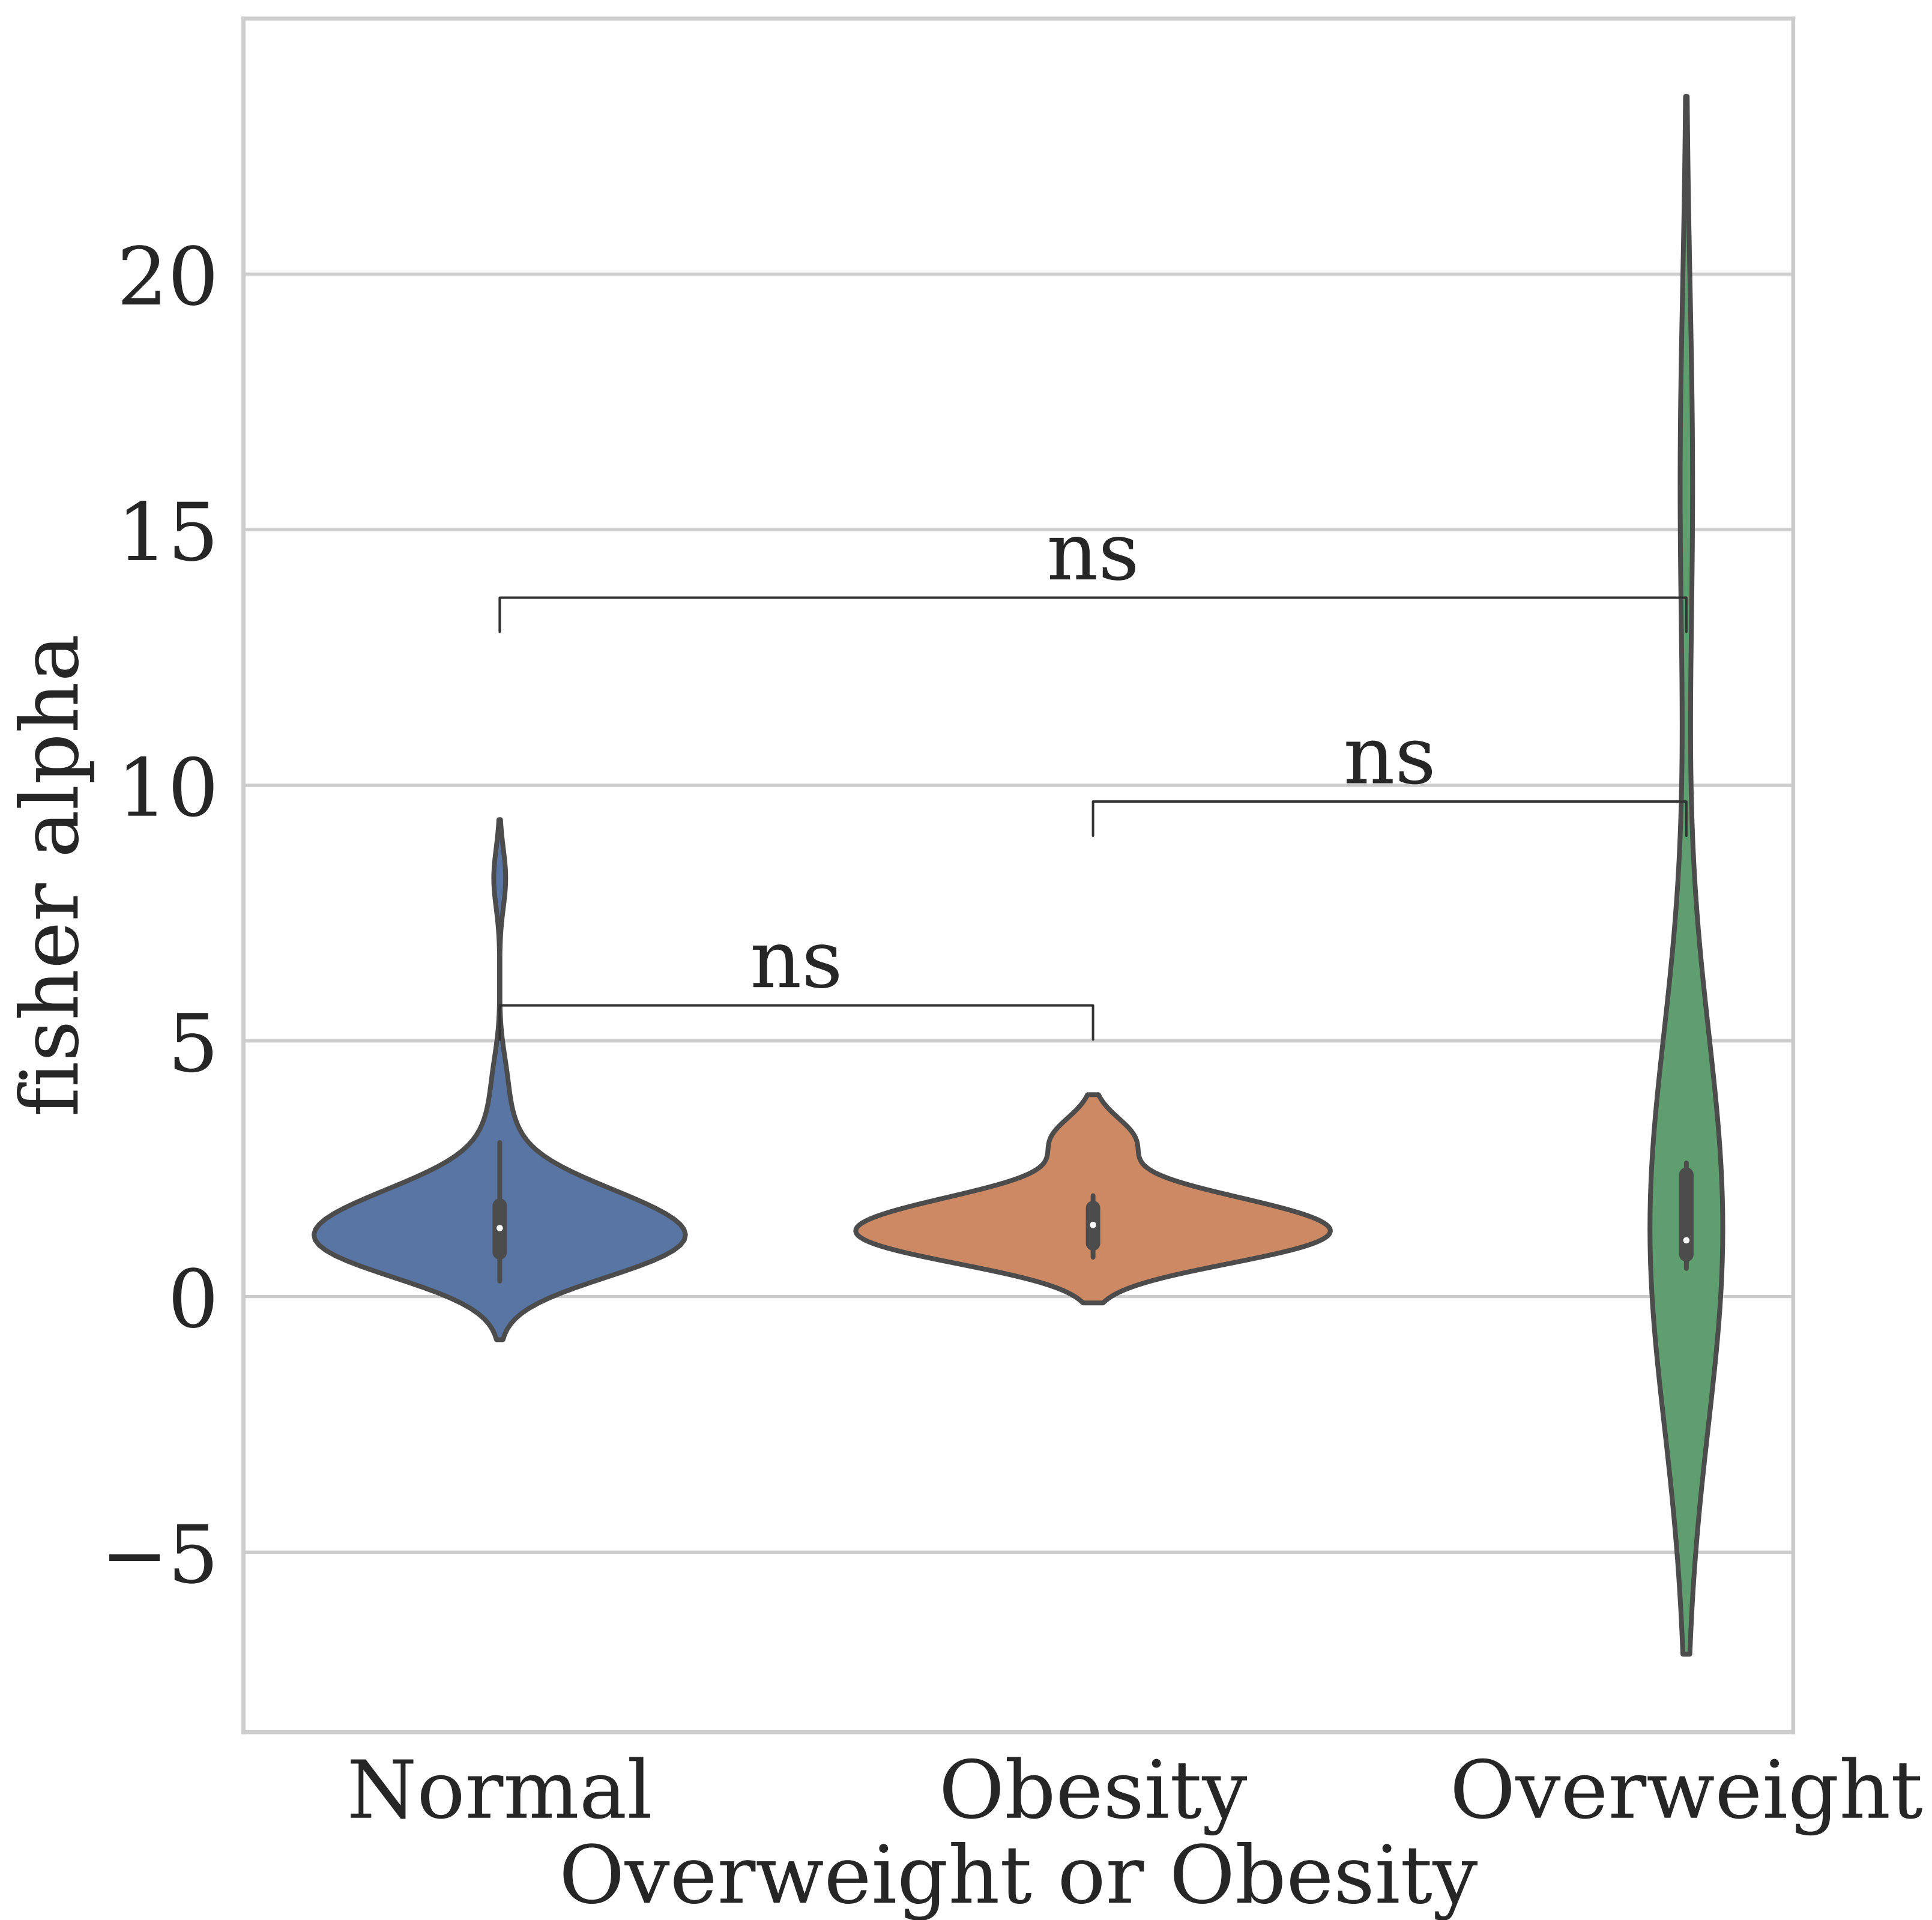 fisher alpha
20
15
10
5
0
−5
ns
ns
ns
Normal Obesity Overweight
Overweight or Obesity